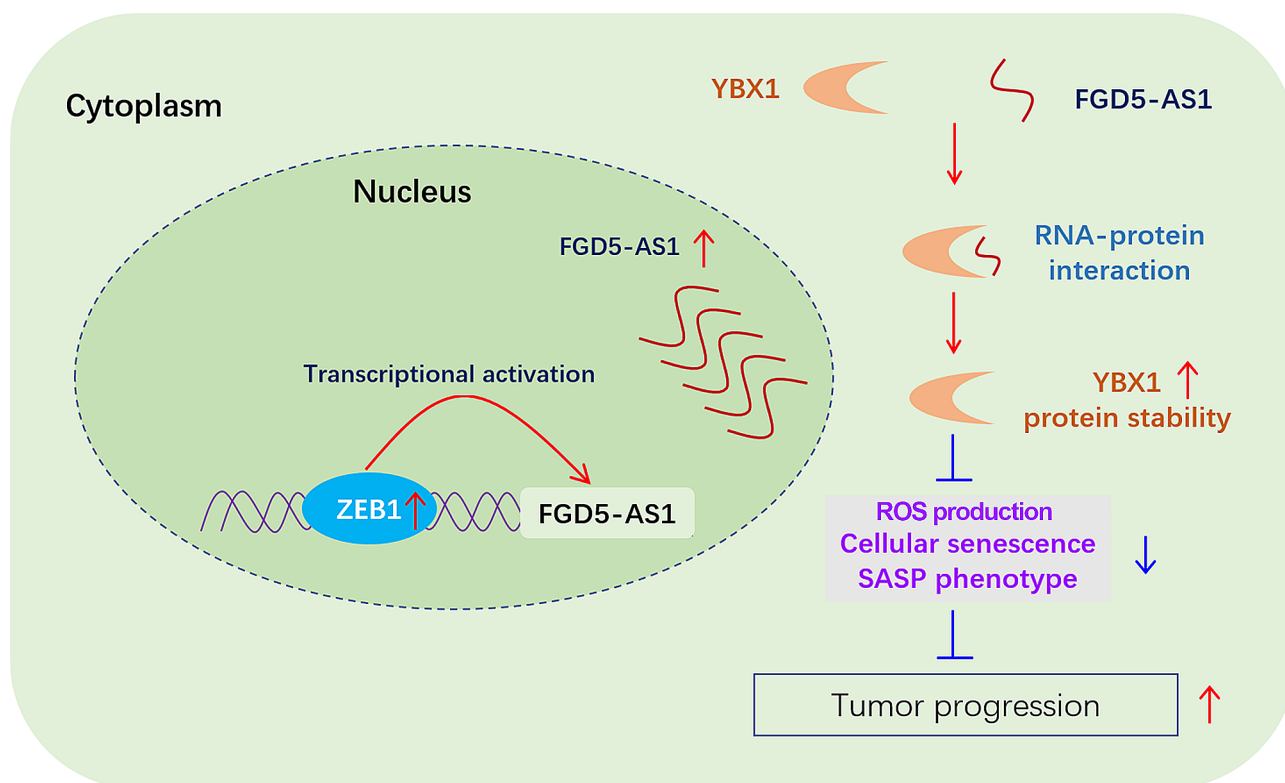 Cytoplasm
Nucleus
FGD5-AS1
Transcriptional activation
ZEB1
FGD5-AS1
YBX1
FGD5-AS1
RNA-protein
interaction
YBX1
protein stability
ROS production
Cellular senescence
SASP phenotype
Tumor progression